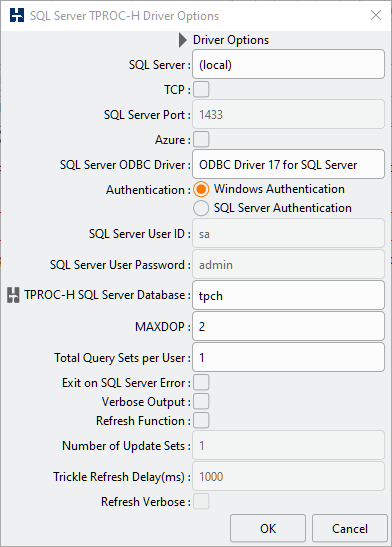 SQL Server TPROC-H Driver Options
Driver Options
SQL Server : (local)
TCP :
SQL Server Port : 1433
Azure :
SQL Server ODBC Driver : ODBC Driver 17 for SQL Server
Authentication : Windows Authentication
SQL Server Authentication
SQL Server User ID : sa
SQL Server User Password : admin
TPROC-H SQL Server Database : tpch
MAXDOP : 2
Total Query Sets per User : 1
Exit on SQL Server Error :
Verbose Output :
Refresh Function :
Number of Update Sets : 1
Trickle Refresh Delay(ms) : 1000
Refresh Verbose :
OK Cancel